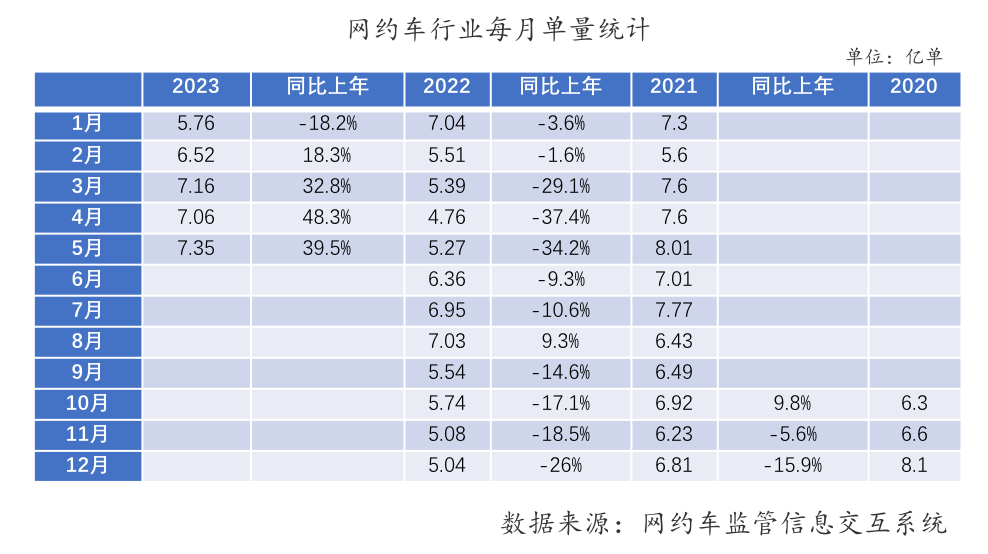 网约车行业每月单量统计
单位：亿单
2023 同比上年 2022 同比上年 2021 同比上年 2020
1月 5.76 -18.2% 7.04 -3.6% 7.3
2月 6.52 18.3% 5.51 -1.6% 5.6
3月 7.16 32.8% 5.39 -29.1% 7.6
4月 7.06 48.3% 4.76 -37.4% 7.6
5月 7.35 39.5% 5.27 -34.2% 8.01
6月 6.36 -9.3% 7.01
7月 6.95 -10.6% 7.77
8月 7.03 9.3% 6.43
9月 5.54 -14.6% 6.49
10月 5.74 -17.1% 6.92 9.8% 6.3
11月 5.08 -18.5% 6.23 -5.6% 6.6
12月 5.04 -26% 6.81 -15.9% 8.1
数据来源：网约车监管信息交互系统